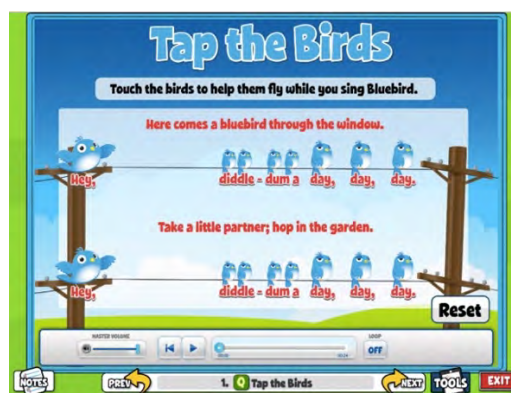 Tap the Birds
Touch the birds to help them fly while you sing Bluebird.
Here comes a bluebird through the window.
Hey, diddle - dum a day, day, day.
Take a little partner; hop in the garden.
Hey, diddle - dum a day, day, day.
Reset
MASTER VOLUME
LOOP
OFF
NOTES PREV 1. Q Tap the Birds NEXT TOOLS EXIT